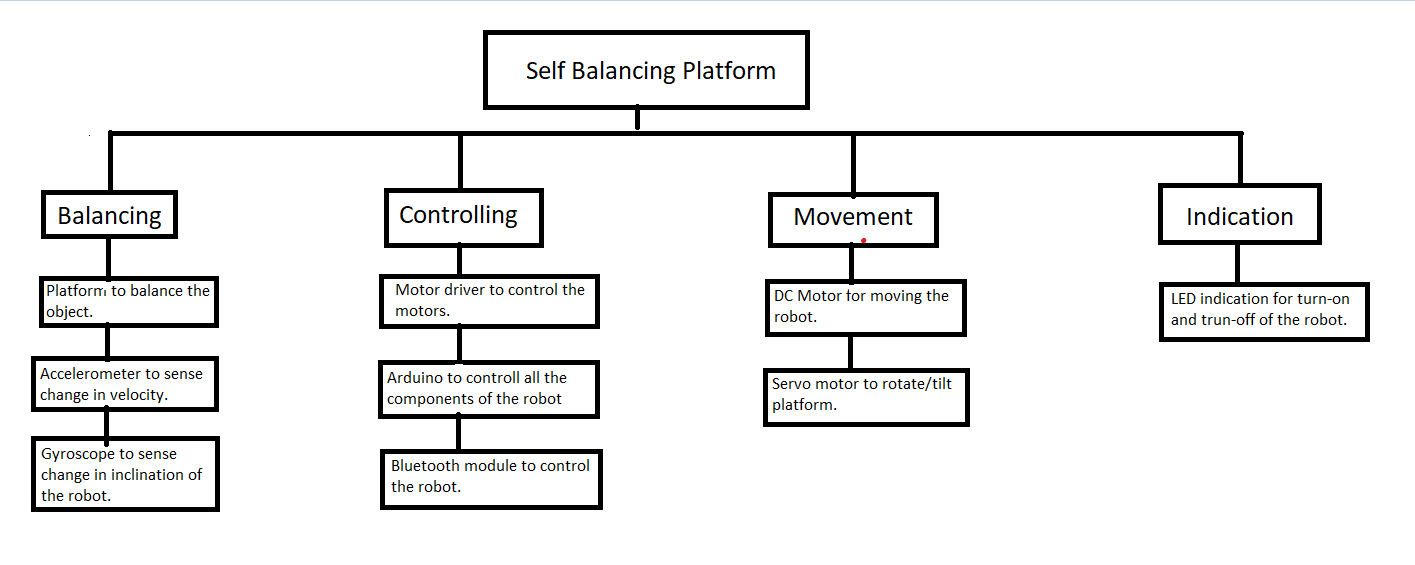 Self Balancing Platform
Balancing
Platform to balance the
object.
Accelerometer to sense
change in velocity.
Gyroscope to sense
change in inclination of
the robot.
Controlling
Motor driver to control the
motors.
Arduino to controll all the
components of the robot
Bluetooth module to control
the robot.
Movement
DC Motor for moving the
robot.
Servo motor to rotate/tilt
platform.
Indication
LED indication for turn-on
and trun-off of the robot.